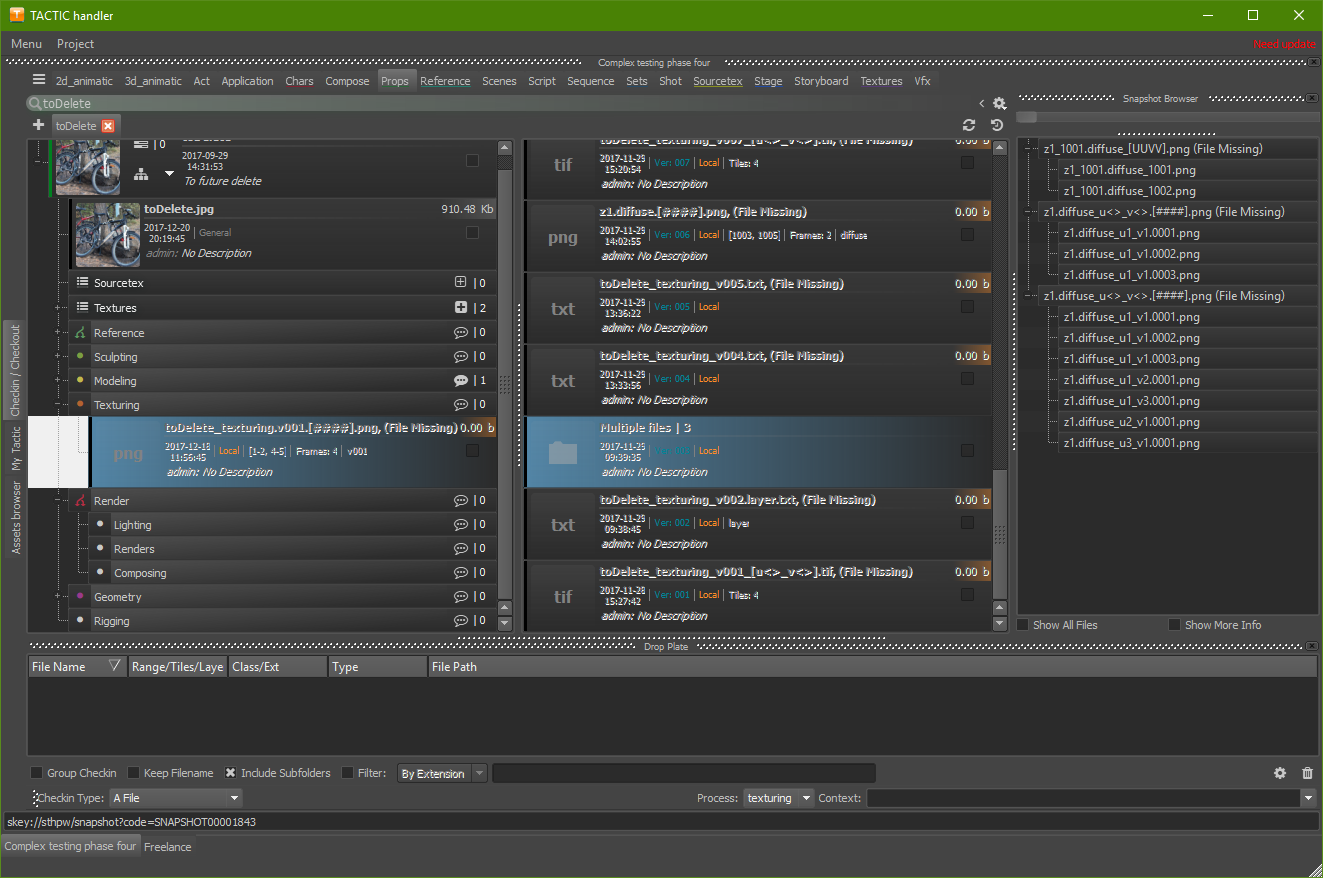 TACTIC handler
Menu Project
Need update
Complex testing phase four
2d_animatic 3d_animatic Act Application Chars Compose Props Reference Scenes Script Sequence Sets Shot Sourcetex Stage Storyboard Textures Vfx
toDelete
toDelete
Checkin / Checkout
My Tactic
Assets browser
| 0
2017-09-29
14:31:53
To future delete
toDelete.jpg 910.48 Kb
2017-12-20
20:19:45
General
admin: No Description
Sourcetex | 0
Textures | 2
Reference | 0
Sculpting | 0
Modeling | 1
Texturing | 0
png
toDelete_texturing.v001.[####].png, (File Missing) 0.00 b
2017-12-18
11:56:45
Local [1-2, 4-5] Frames: 4 v001
admin: No Description
Render | 0
Lighting | 0
Renders | 0
Composing | 0
Geometry | 0
Rigging | 0
tif
2017-11-29
15:20:54
Ver: 007 Local Tiles: 4
admin: No Description
png
z1.diffuse.[####].png, (File Missing) 0.00 b
2017-11-29
14:02:55
Ver: 006 Local [1003, 1005] Frames: 2 diffuse
admin: No Description
txt
toDelete_texturing_v005.txt, (File Missing) 0.00 b
2017-11-29
13:36:22
Ver: 005 Local
admin: No Description
txt
toDelete_texturing_v004.txt, (File Missing) 0.00 b
2017-11-29
13:33:56
Ver: 004 Local
admin: No Description
Multiple files | 3
2017-11-29
09:39:35
Local
admin: No Description
txt
toDelete_texturing_v002.layer.txt, (File Missing) 0.00 b
2017-11-29
09:38:45
Ver: 002 Local layer
admin: No Description
tif
toDelete_texturing_v001_[u<>_v<>].tif, (File Missing) 0.00 b
2017-11-28
15:27:42
Ver: 001 Local Tiles: 4
admin: No Description
Snapshot Browser
z1_1001.diffuse_[UUVV].png (File Missing)
z1_1001.diffuse_1001.png
z1_1001.diffuse_1002.png
z1.diffuse_u<>_v<>.[####].png (File Missing)
z1.diffuse_u1_v1.0001.png
z1.diffuse_u1_v1.0002.png
z1.diffuse_u1_v1.0003.png
z1.diffuse_u<>_v<>.[####].png (File Missing)
z1.diffuse_u1_v1.0001.png
z1.diffuse_u1_v1.0002.png
z1.diffuse_u1_v1.0003.png
z1.diffuse_u1_v2.0001.png
z1.diffuse_u1_v3.0001.png
z1.diffuse_u2_v1.0001.png
z1.diffuse_u3_v1.0001.png
Show All Files Show More Info
Drop Plate
File Name Range/Tiles/Laye Class/Ext Type File Path
Group Checkin Keep Filename Include Subfolders Filter: By Extension
Checkin Type: A File Process: texturing Context:
skey://sthpw/snapshot?code=SNAPSHOT00001843
Complex testing phase four Freelance